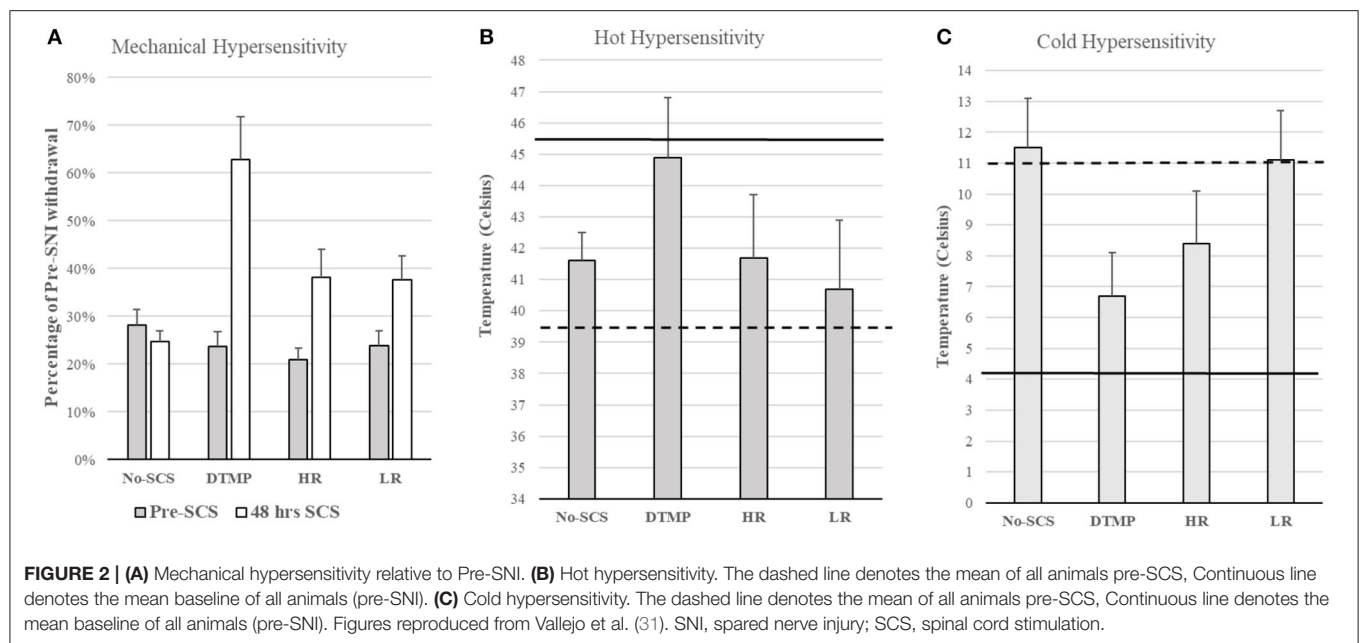 A
Mechanical Hypersensitivity
Percentage of Pre-SNI withdrawal
80%
70%
60%
50%
40%
30%
20%
10%
0%
No-SCS DTMP HR LR
Pre-SCS 48 hrs SCS
B
Hot Hypersensitivity
Temperature (Celsius)
48
47
46
45
44
43
42
41
40
39
38
37
36
35
34
No-SCS DTMP HR LR
C
Cold Hypersensitivity
Temperature (Celsius)
14
13
12
11
10
9
8
7
6
5
4
3
2
1
0
No-SCS DTMP HR LR
FIGURE 2 | (A) Mechanical hypersensitivity relative to Pre-SNI. (B) Hot hypersensitivity. The dashed line denotes the mean of all animals pre-SCS, Continuous line
denotes the mean baseline of all animals (pre-SNI). (C) Cold hypersensitivity. The dashed line denotes the mean of all animals pre-SCS, Continuous line denotes the
mean baseline of all animals (pre-SNI). Figures reproduced from Vallejo et al. (31). SNI, spared nerve injury; SCS, spinal cord stimulation.